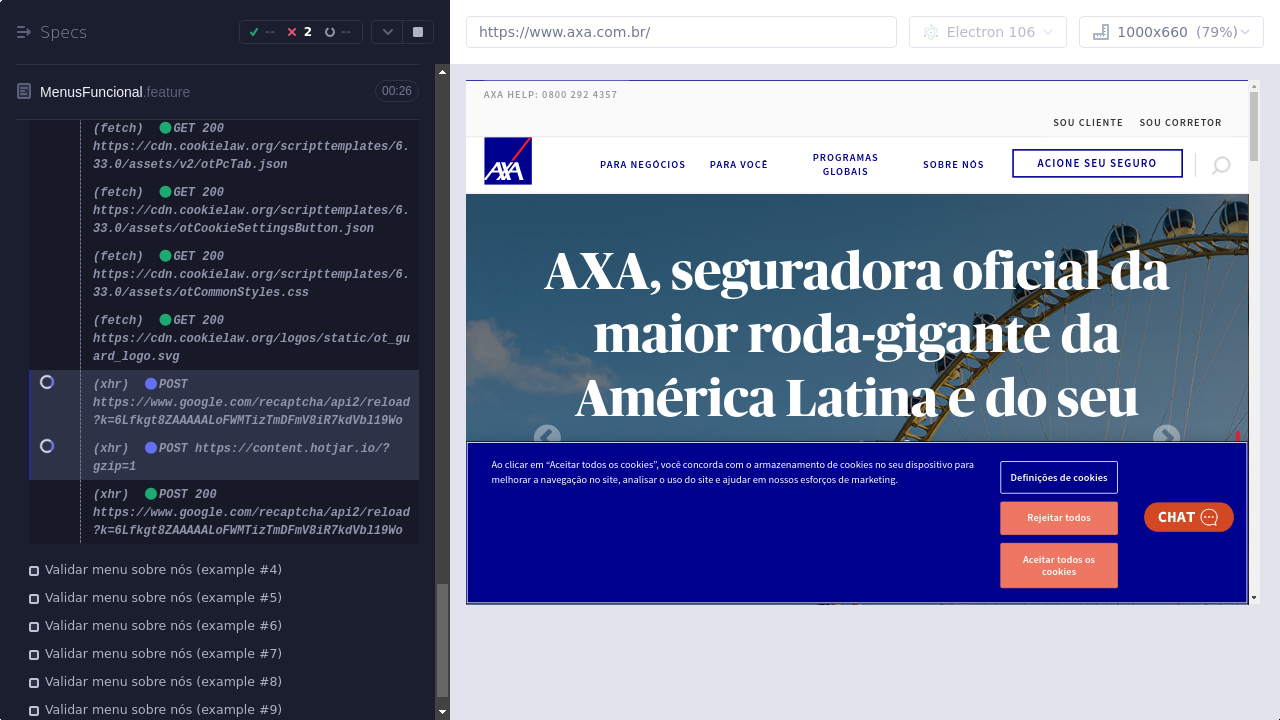 Specs
--
2
--
MenusFuncional.feature
00:26
(fetch) GET 200
https://cdn.cookielaw.org/scripttemplates/6.
33.0/assets/v2/otPcTab.json
(fetch) GET 200
https://cdn.cookielaw.org/scripttemplates/6.
33.0/assets/otCookieSettingsButton.json
(fetch) GET 200
https://cdn.cookielaw.org/scripttemplates/6.
33.0/assets/otCommonStyles.css
(fetch) GET 200
https://cdn.cookielaw.org/logos/static/ot_gu
ard_logo.svg
(xhr) POST
https://www.google.com/recaptcha/api2/reload
?k=6Lfkgt8ZAAAAALoFWMTizTmDFmV8iR7kdVbl19Wo
(xhr) POST https://content.hotjar.io/?
gzip=1
(xhr) POST 200
https://www.google.com/recaptcha/api2/reload
?k=6Lfkgt8ZAAAAALoFWMTizTmDFmV8iR7kdVbl19Wo
Validar menu sobre nós (example #4)
Validar menu sobre nós (example #5)
Validar menu sobre nós (example #6)
Validar menu sobre nós (example #7)
Validar menu sobre nós (example #8)
Validar menu sobre nós (example #9)
https://www.axa.com.br/
Electron 106
1000x660 (79%)
AXA HELP: 0800 292 4357
SOU CLIENTE SOU CORRETOR
AXA
PARA NEGÓCIOS
PARA VOCÊ
PROGRAMAS
GLOBAIS
SOBRE NÓS
ACIONE SEU SEGURO
AXA, seguradora oficial da
maior roda-gigante da
América Latina e do seu
Ao clicar em “Aceitar todos os cookies”, você concorda com o armazenamento de cookies no seu dispositivo para
melhorar a navegação no site, analisar o uso do site e ajudar em nossos esforços de marketing.
Definições de cookies
Rejeitar todos
Aceitar todos os
cookies
CHAT